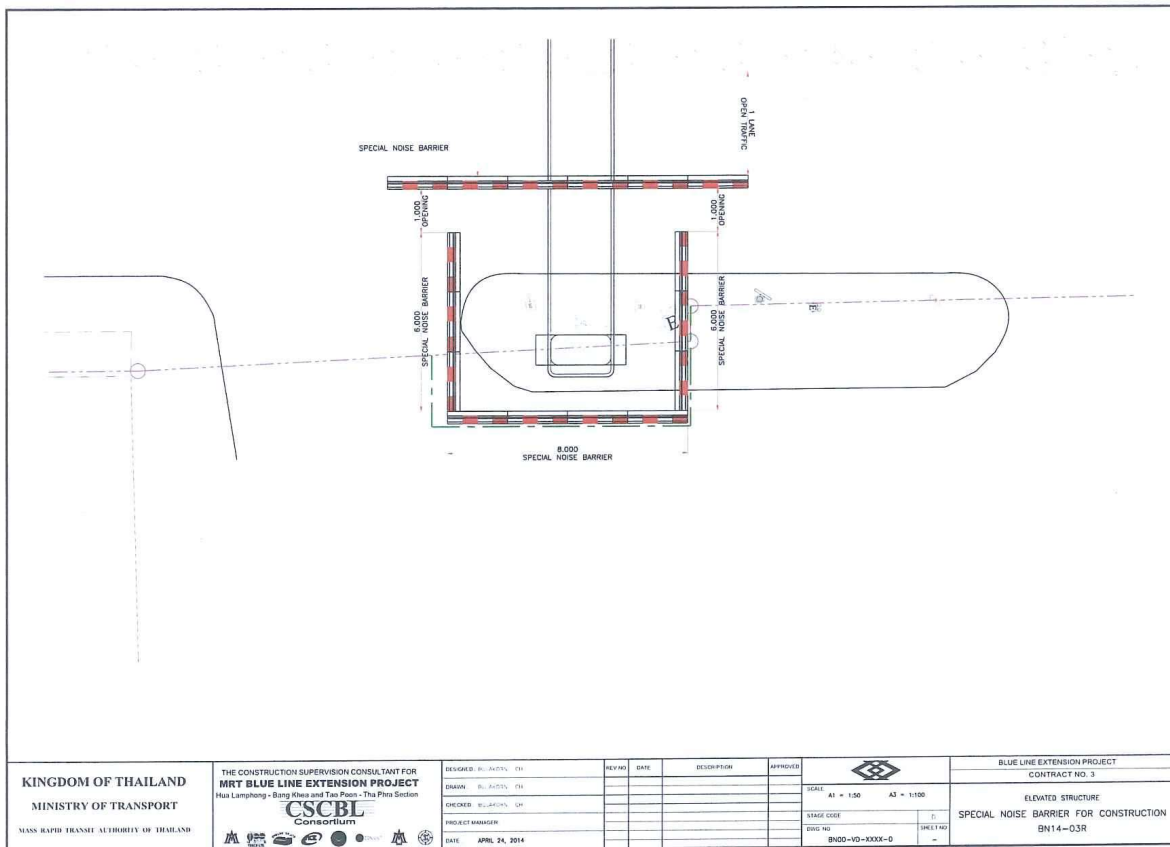 1 LANE
OPEN TRAFFIC
SPECIAL NOISE BARRIER
1.000
OPENING
1.000
OPENING
6.000
SPECIAL NOISE BARRIER
E
6.000
SPECIAL NOISE BARRIER
8.000
SPECIAL NOISE BARRIER
KINGDOM OF THAILAND
MINISTRY OF TRANSPORT
MASS RAPID TRANSIT AUTHORITY OF THAILAND
THE CONSTRUCTION SUPERVISION CONSULTANT FOR
MRT BLUE LINE EXTENSION PROJECT
Hua Lamphong - Bang Khea and Tao Poon - Tha Phra Section
CSCBL
Consortium
DESIGNED:
DRAWN
CHECKED:
PROJECT MANAGER:
DATE APRIL 24, 2014
REV NO DATE DESCRIPTION APPROVED
SCALE
A1 = 1:50 A3 = 1:100
STAGE CODE
DWG NO SHEET NO
BN00-VD-XXXX-0 -
BLUE LINE EXTENSION PROJECT
CONTRACT NO. 3
ELEVATED STRUCTURE
SPECIAL NOISE BARRIER FOR CONSTRUCTION
BN14-03R